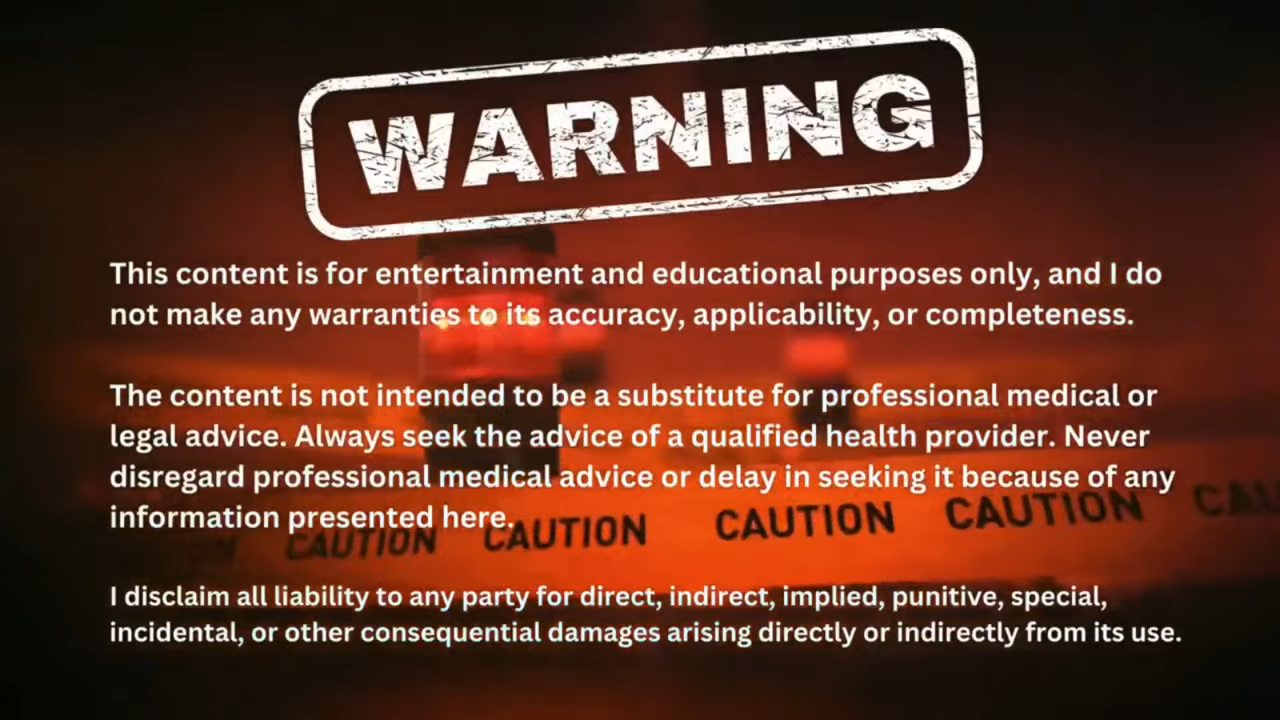 WARNING
This content is for entertainment and educational purposes only, and I do
not make any warranties to its accuracy, applicability, or completeness.
The content is not intended to be a substitute for professional medical or
legal advice. Always seek the advice of a qualified health provider. Never
disregard professional medical advice or delay in seeking it because of any
information presented here.
CAUTION CAUTION CAUTION CAUTION
I disclaim all liability to any party for direct, indirect, implied, punitive, special,
incidental, or other consequential damages arising directly or indirectly from its use.